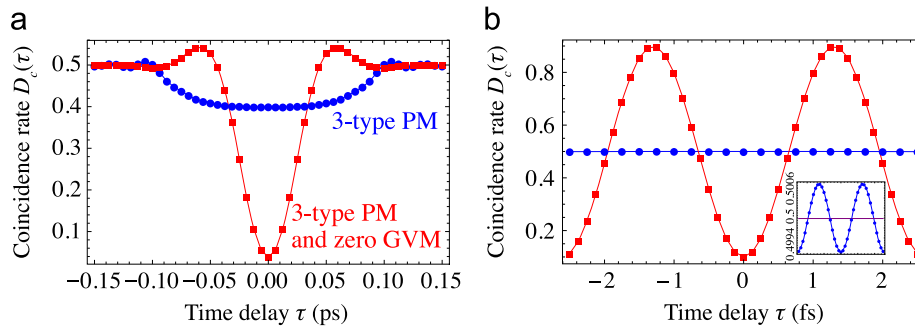 a
Coincidence rate D_c(τ)
0.5
0.4
0.3
0.2
0.1
3-type PM
3-type PM
and zero GVM
−0.15 −0.10 −0.05 0.00 0.05 0.10 0.15
Time delay τ (ps)
b
Coincidence rate D_c(τ)
0.8
0.6
0.4
0.2
0.4994 0.5 0.5006
−2 −1 0 1 2
Time delay τ (fs)